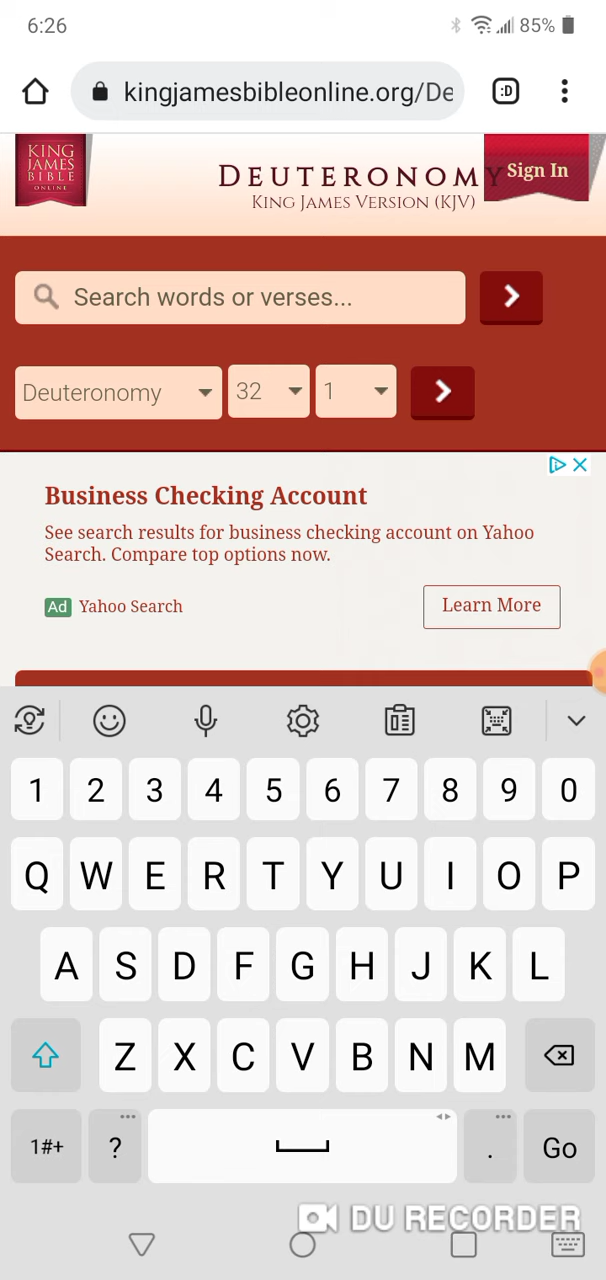 6:26
85%
kingjamesbibleonline.org/De
:D
KING
JAMES
BIBLE
ONLINE
DEUTERONOMY
KING JAMES VERSION (KJV)
Sign In
Search words or verses...
Deuteronomy 32 1
Business Checking Account
See search results for business checking account on Yahoo
Search. Compare top options now.
Ad Yahoo Search
Learn More
1 2 3 4 5 6 7 8 9 0
Q W E R T Y U I O P
A S D F G H J K L
Z X C V B N M
1#+ ? . Go
DU RECORDER